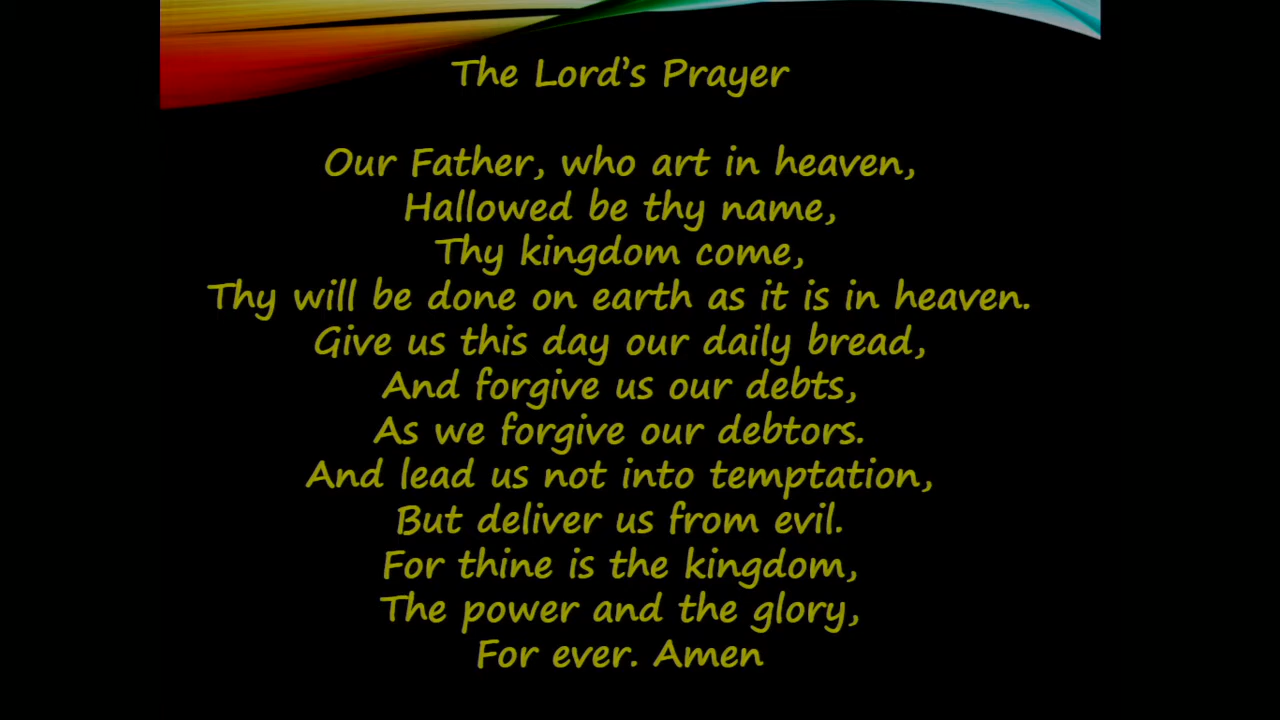 The Lord’s Prayer
Our Father, who art in heaven,
Hallowed be thy name,
Thy kingdom come,
Thy will be done on earth as it is in heaven.
Give us this day our daily bread,
And forgive us our debts,
As we forgive our debtors.
And lead us not into temptation,
But deliver us from evil.
For thine is the kingdom,
The power and the glory,
For ever. Amen